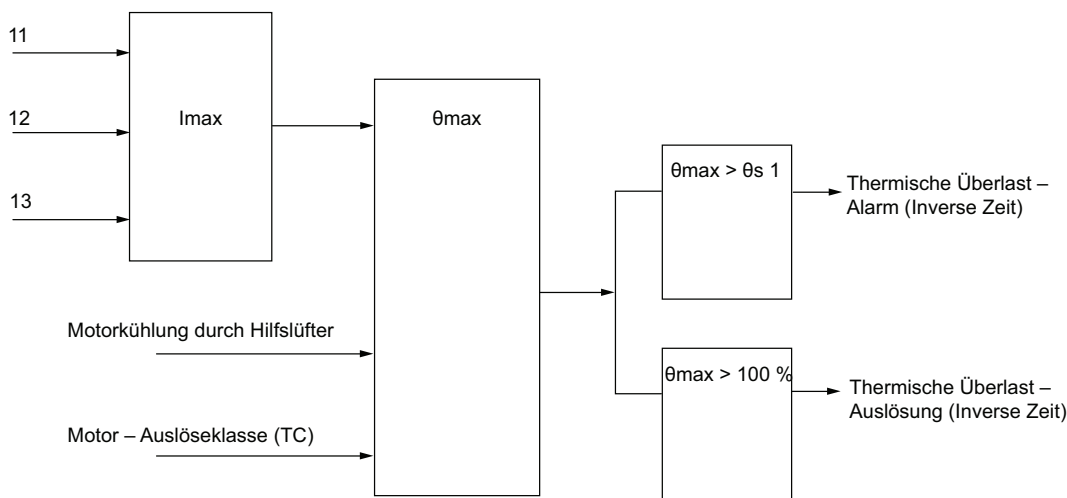 11
12
13
Imax
θmax
Motorkühlung durch Hilfslüfter
Motor – Auslöseklasse (TC)
θmax > θs 1
Thermische Überlast –
Alarm (Inverse Zeit)
θmax > 100 %
Thermische Überlast –
Auslösung (Inverse Zeit)